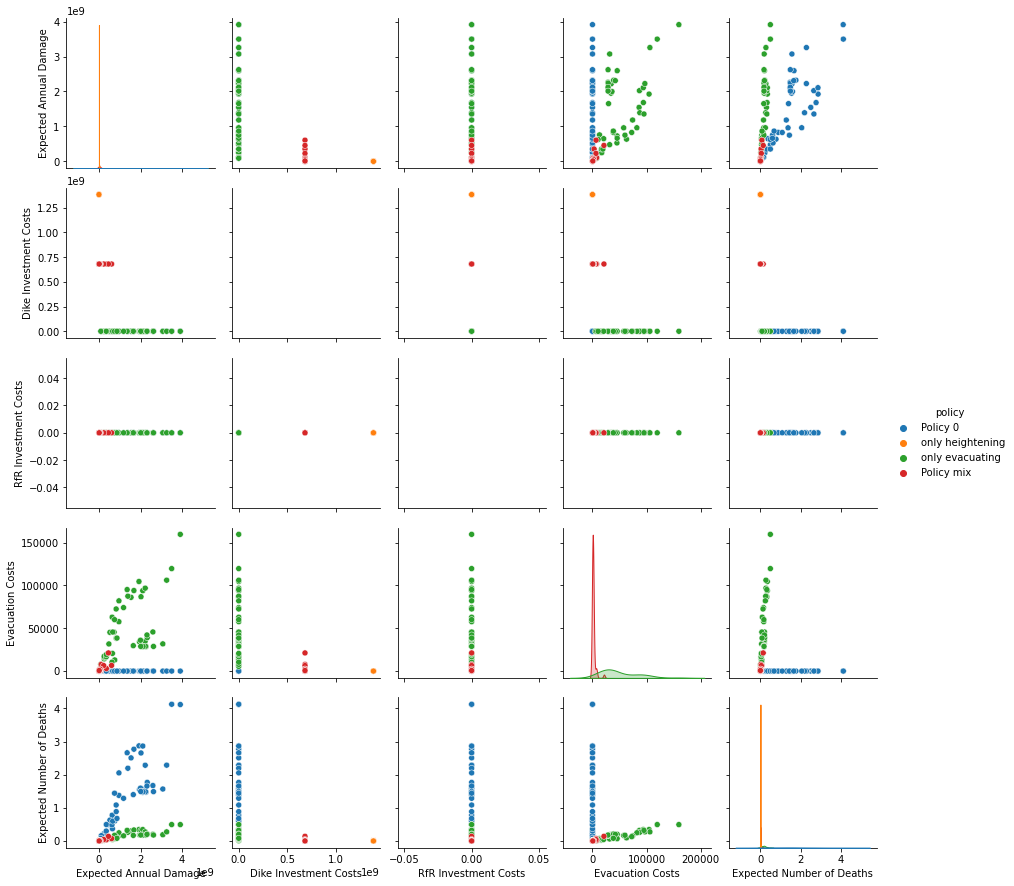 1e9
Expected Annual Damage
4
3
2
1
0
1e9
Dike Investment Costs
1.25
1.00
0.75
0.50
0.25
0.00
RfR Investment Costs
0.04
0.02
0.00
−0.02
−0.04
policy
Policy 0
only heightening
only evacuating
Policy mix
Evacuation Costs
150000
100000
50000
0
Expected Number of Deaths
4
3
2
1
0
0 2 4 0.0 0.5 1.0 −0.05 0.00 0.05 0 100000 200000 0 4
Expected Annual Damage 1e9 Dike Investment Costs 1e9 RfR Investment Costs Evacuation Costs Expected Number of Deaths